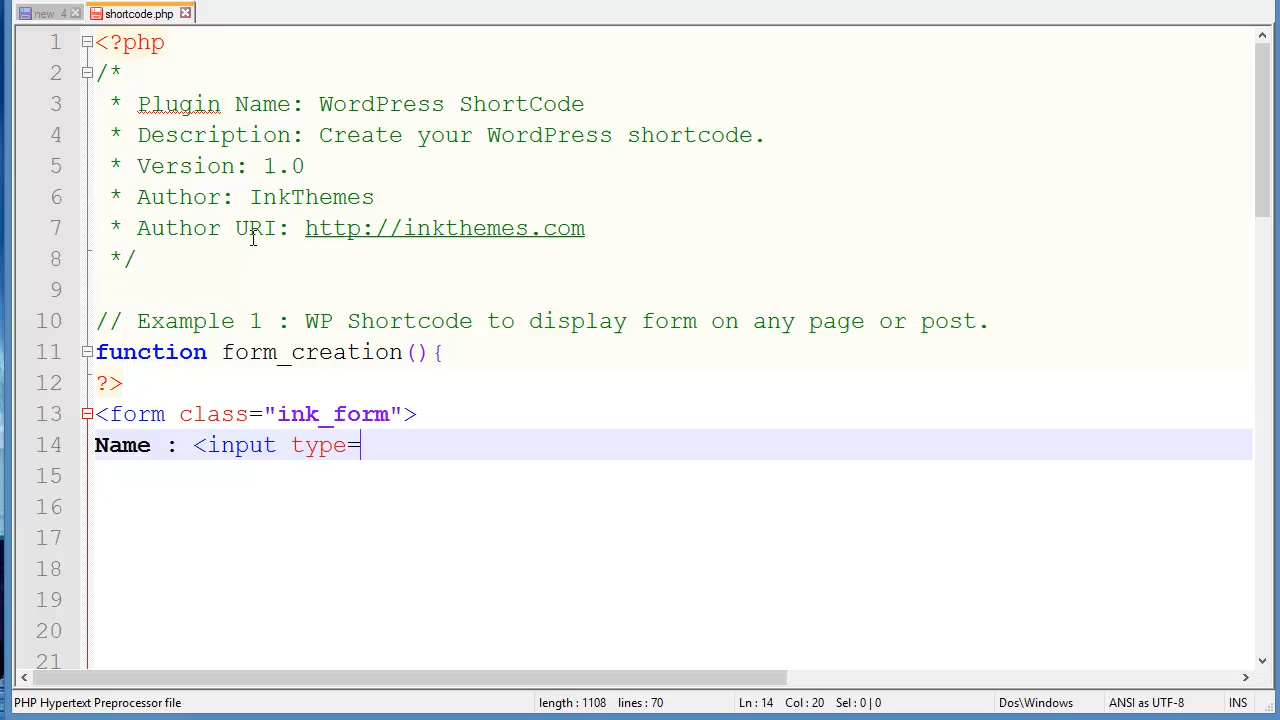 new 4 shortcode.php
1 <?php
2 /*
3 * Plugin Name: WordPress ShortCode
4 * Description: Create your WordPress shortcode.
5 * Version: 1.0
6 * Author: InkThemes
7 * Author URI: http://inkthemes.com
8 */
9
10 // Example 1 : WP Shortcode to display form on any page or post.
11 function form_creation(){
12 ?>
13 <form class="ink_form">
14 Name : <input type=
15
16
17
18
19
20
21
PHP Hypertext Preprocessor file length : 1108 lines : 70 Ln : 14 Col : 20 Sel : 0 | 0 Dos\Windows ANSI as UTF-8 INS